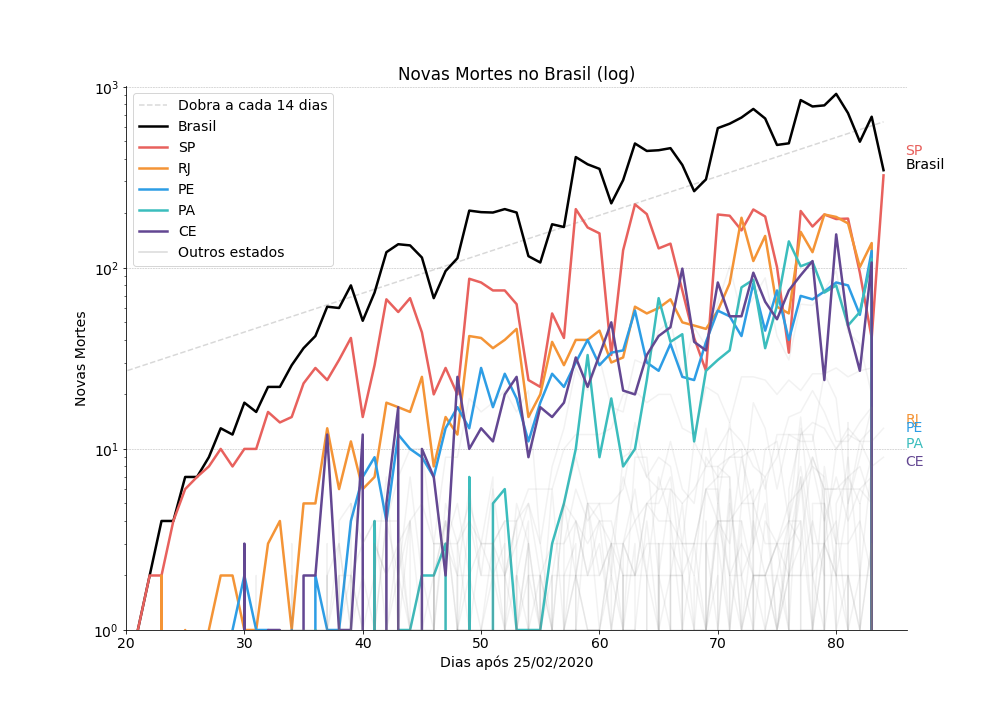 Novas Mortes no Brasil (log)
10³
10²
10¹
10⁰
Novas Mortes
Dobra a cada 14 dias
Brasil
SP
RJ
PE
PA
CE
Outros estados
SP
Brasil
RJ
PE
PA
CE
20 30 40 50 60 70 80
Dias após 25/02/2020